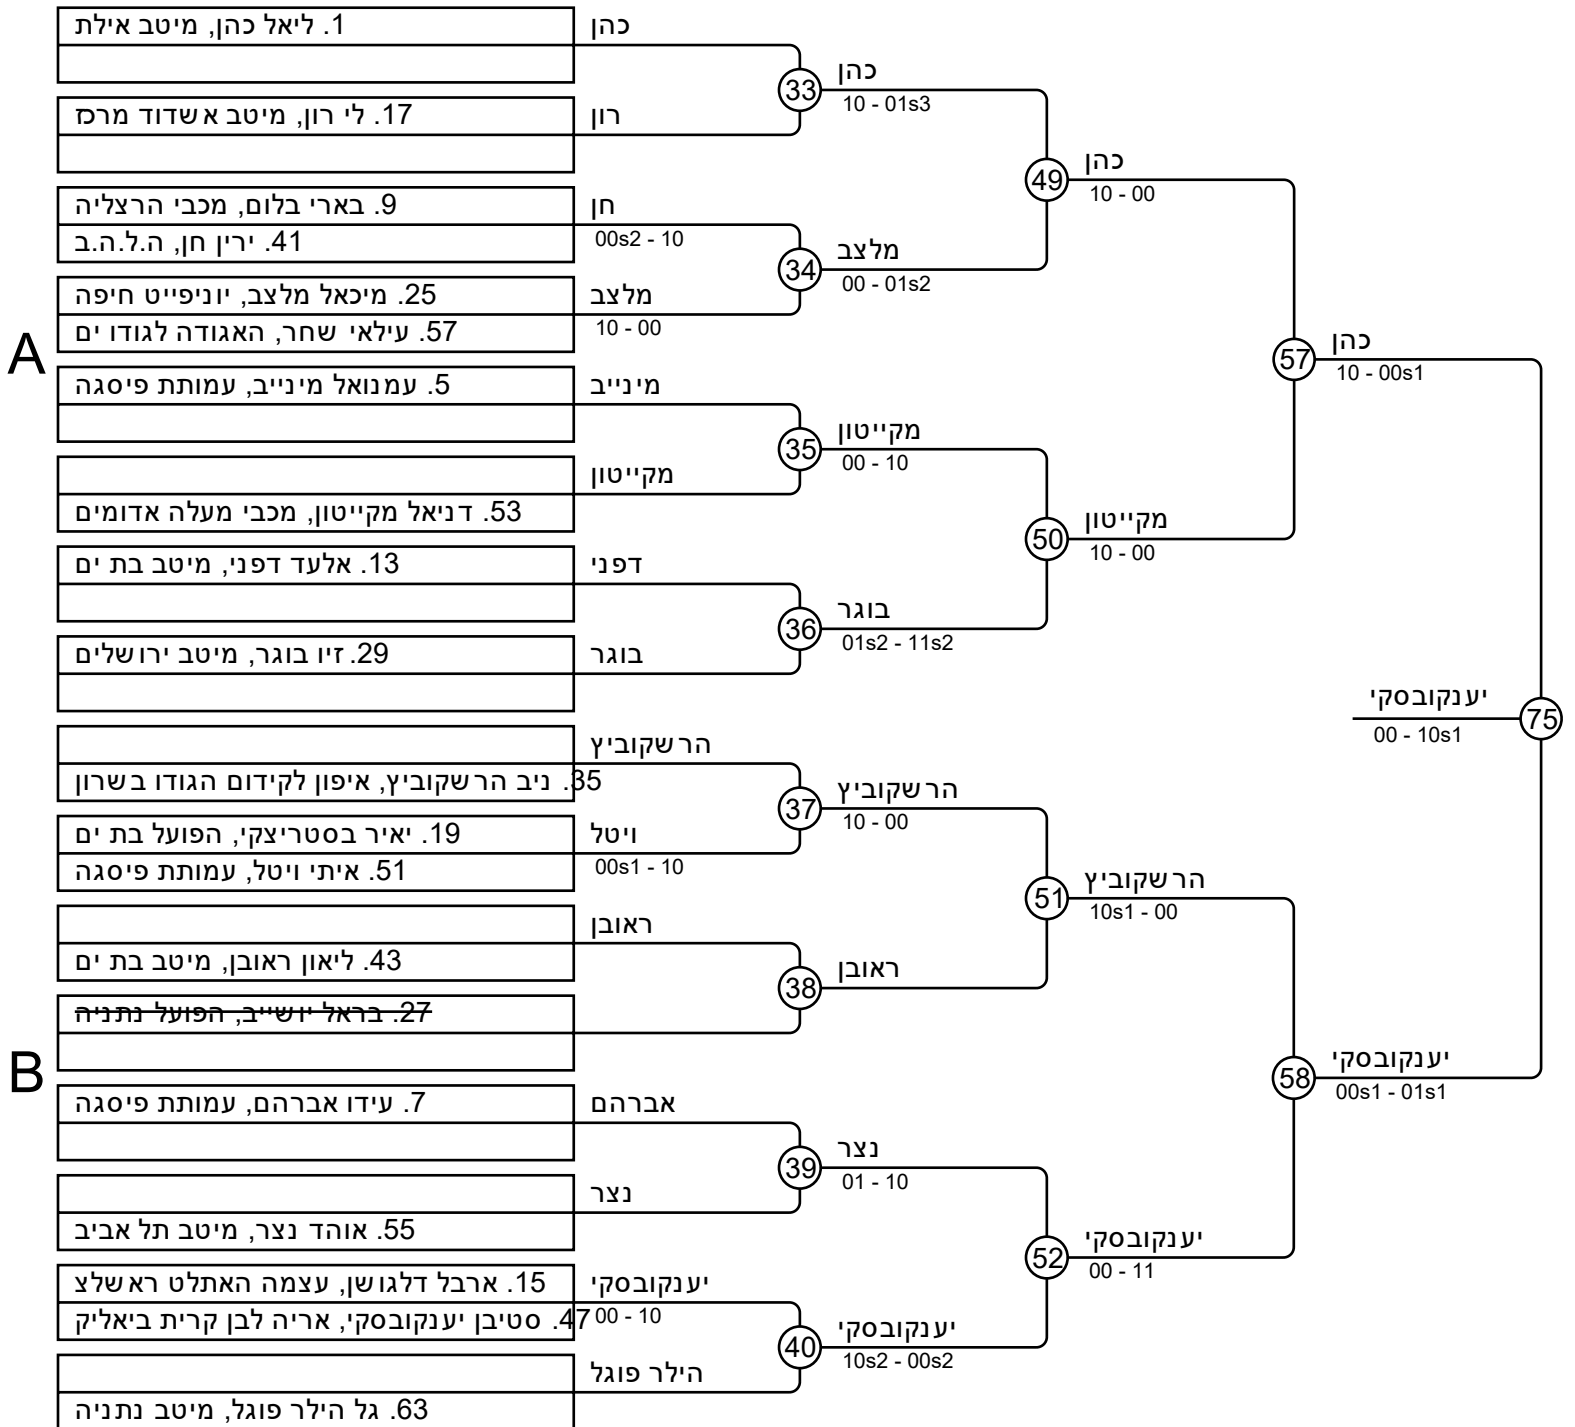 1. ליאל כהן, מיטב אילת
17. לי רון, מיטב אשדוד מרכז
9. בארי בלום, מכבי הרצליה
41. ירין חן, ה.ל.ה.ב
25. מיכאל מלצב, יוניפייט חיפה
57. עילאי שחר, האגודה לגודו ים
A
5. עמנואל מינייב, עמותת פיסגה
53. דניאל מקייטון, מכבי מעלה אדומים
13. אלעד דפני, מיטב בת ים
29. זיו בוגר, מיטב ירושלים
35. ניב הרשקוביץ, איפון לקידום הגודו בשרון
19. יאיר בסטריצקי, הפועל בת ים
51. איתי ויטל, עמותת פיסגה
43. ליאון ראובן, מיטב בת ים
27. בראל יושייב, הפועל נתניה
B
7. עידו אברהם, עמותת פיסגה
55. אוהד נצר, מיטב תל אביב
15. ארבל דלגושן, עצמה האתלט ראשלצ
47. סטיבן יענקובסקי, אריה לבן קרית ביאליק
63. גל הילר פוגל, מיטב נתניה
כהן
רון
חן
00s2 - 10
מלצב
10 - 00
מינייב
מקייטון
דפני
בוגר
הרשקוביץ
ויטל
00s1 - 10
ראובן
אברהם
נצר
יענקובסקי
00 - 10
הילר פוגל
33
כהן
10 - 01s3
34
מלצב
00 - 01s2
35
מקייטון
00 - 10
36
בוגר
01s2 - 11s2
37
הרשקוביץ
10 - 00
38
ראובן
39
נצר
01 - 10
40
יענקובסקי
10s2 - 00s2
49
כהן
10 - 00
50
מקייטון
10 - 00
51
הרשקוביץ
10s1 - 00
52
יענקובסקי
00 - 11
57
כהן
10 - 00s1
58
יענקובסקי
00s1 - 01s1
75
יענקובסקי
00 - 10s1